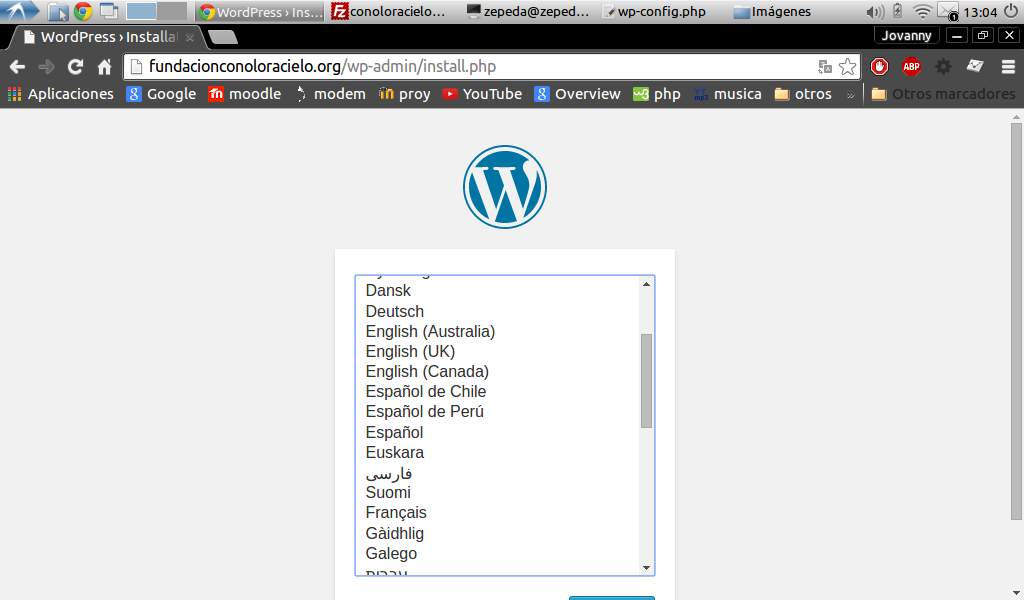 WordPress › Ins...
conoloracielo...
zepeda@zeped...
wp-config.php
Imágenes
1
13:04
WordPress › Installa
Jovanny
fundacionconoloracielo.org/wp-admin/install.php
ABP
Aplicaciones
Google
moodle
modem
proy
YouTube
Overview
php
musica
otros
»
Otros marcadores
Dansk
Deutsch
English (Australia)
English (UK)
English (Canada)
Español de Chile
Español de Perú
Español
Euskara
فارسی
Suomi
Français
Gàidhlig
Galego